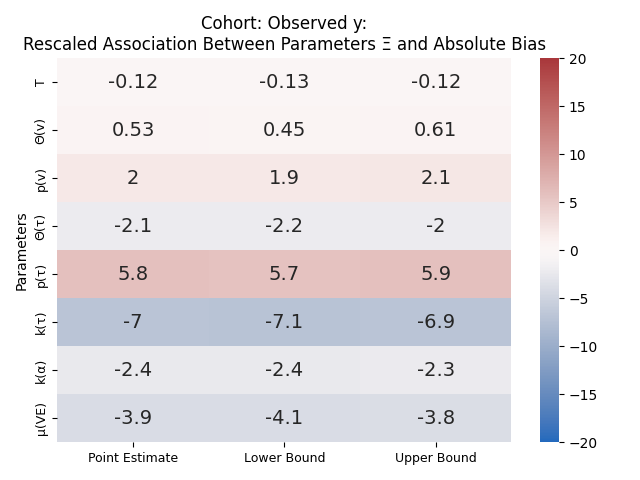 Cohort: Observed y:
Rescaled Association Between Parameters Ξ and Absolute Bias
Parameters
T -0.12 -0.13 -0.12
Θ(v) 0.53 0.45 0.61
p(v) 2 1.9 2.1
Θ(τ) -2.1 -2.2 -2
p(τ) 5.8 5.7 5.9
k(τ) -7 -7.1 -6.9
k(α) -2.4 -2.4 -2.3
μ(VE) -3.9 -4.1 -3.8
Point Estimate Lower Bound Upper Bound
20
15
10
5
0
−5
−10
−15
−20